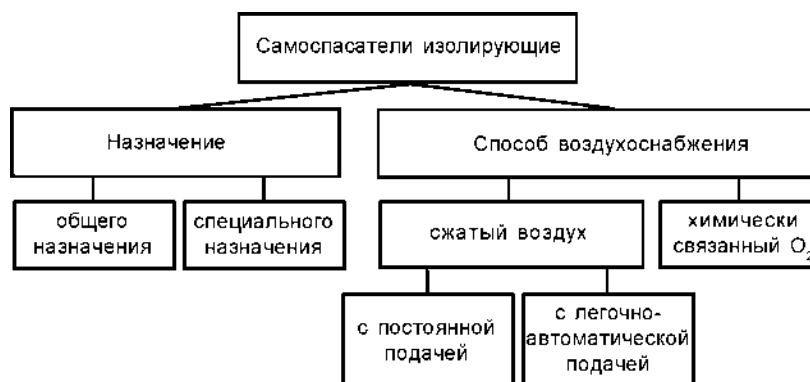 Самоспасатели изолирующие
Назначение
Способ воздухоснабжения
общего
назначения
специального
назначения
сжатый воздух
химически
связанный O₂
с постоянной
подачей
с легочно-
автоматической
подачей